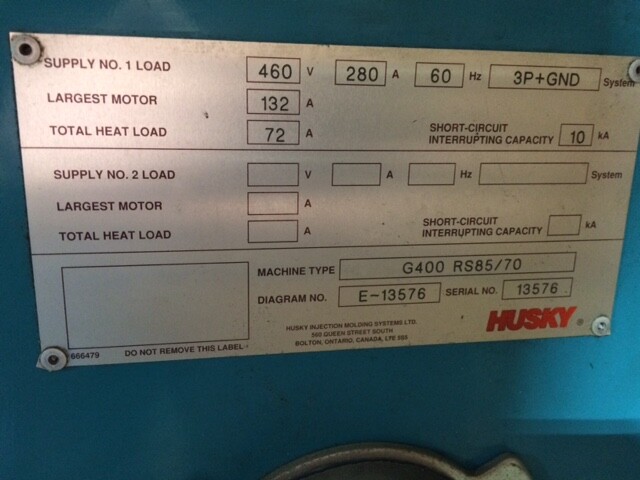 SUPPLY NO. 1 LOAD 460 V 280 A 60 Hz 3P+GND System
LARGEST MOTOR 132 A
TOTAL HEAT LOAD 72 A SHORT-CIRCUIT INTERRUPTING CAPACITY 10 kA
SUPPLY NO. 2 LOAD V A Hz System
LARGEST MOTOR A
TOTAL HEAT LOAD A SHORT-CIRCUIT INTERRUPTING CAPACITY kA
MACHINE TYPE G400 RS85/70
DIAGRAM NO. E-13576 SERIAL NO. 13576
HUSKY INJECTION MOLDING SYSTEMS LTD.
560 QUEEN STREET SOUTH
BOLTON, ONTARIO, CANADA, L7E 5S5
HUSKY®
666479 DO NOT REMOVE THIS LABEL